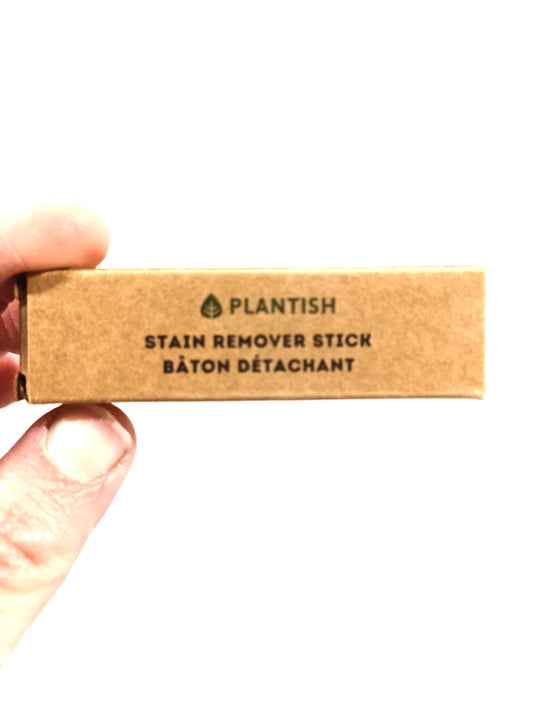 PLANTISH
STAIN REMOVER STICK
BÂTON DÉTACHANT